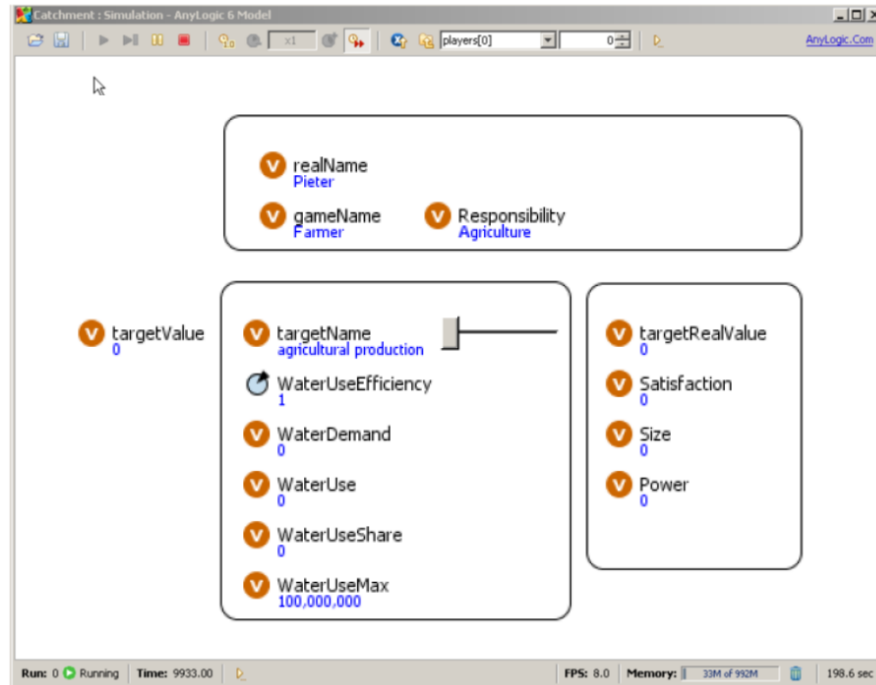 Catchment : Simulation - AnyLogic 6 Model
x1 players[0] 0 AnyLogic.Com
realName
Pieter
gameName Responsibility
Farmer Agriculture
targetValue targetName targetRealValue
0 agricultural production 0
WaterUseEfficiency Satisfaction
1 0
WaterDemand Size
0 0
WaterUse Power
0 0
WaterUseShare
0
WaterUseMax
100,000,000
Run: 0 Running Time: 9933.00 FPS: 8.0 Memory: 33M of 992M 198.6 sec